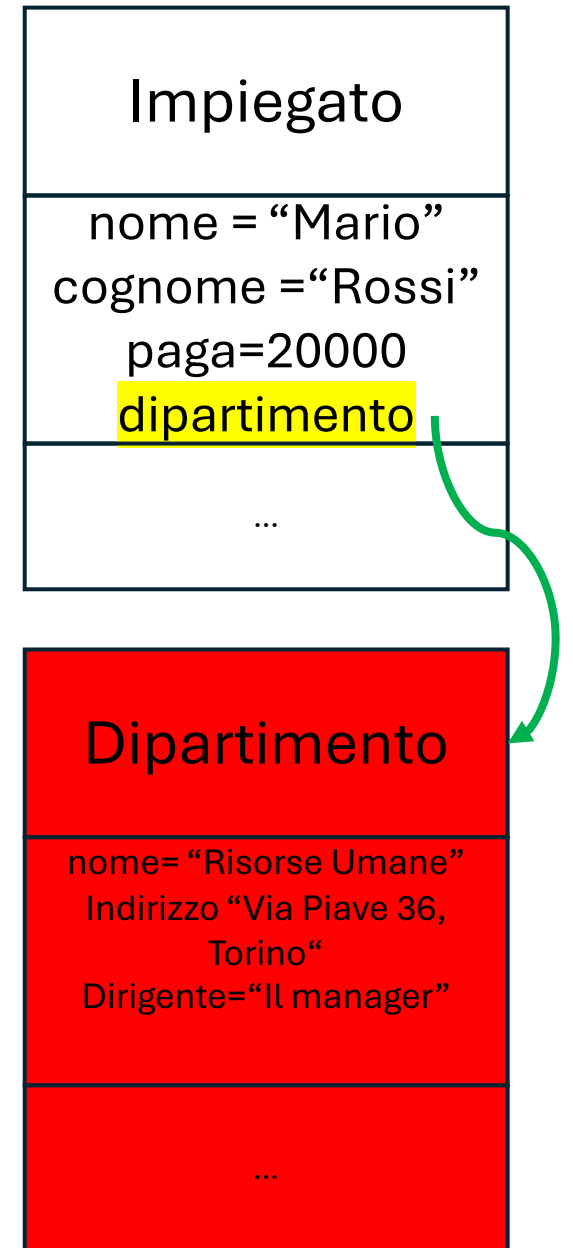 Impiegato
nome = “Mario”
cognome =“Rossi”
paga=20000
dipartimento
...
Dipartimento
nome= “Risorse Umane”
Indirizzo “Via Piave 36,
Torino“
Dirigente=“Il manager”
...